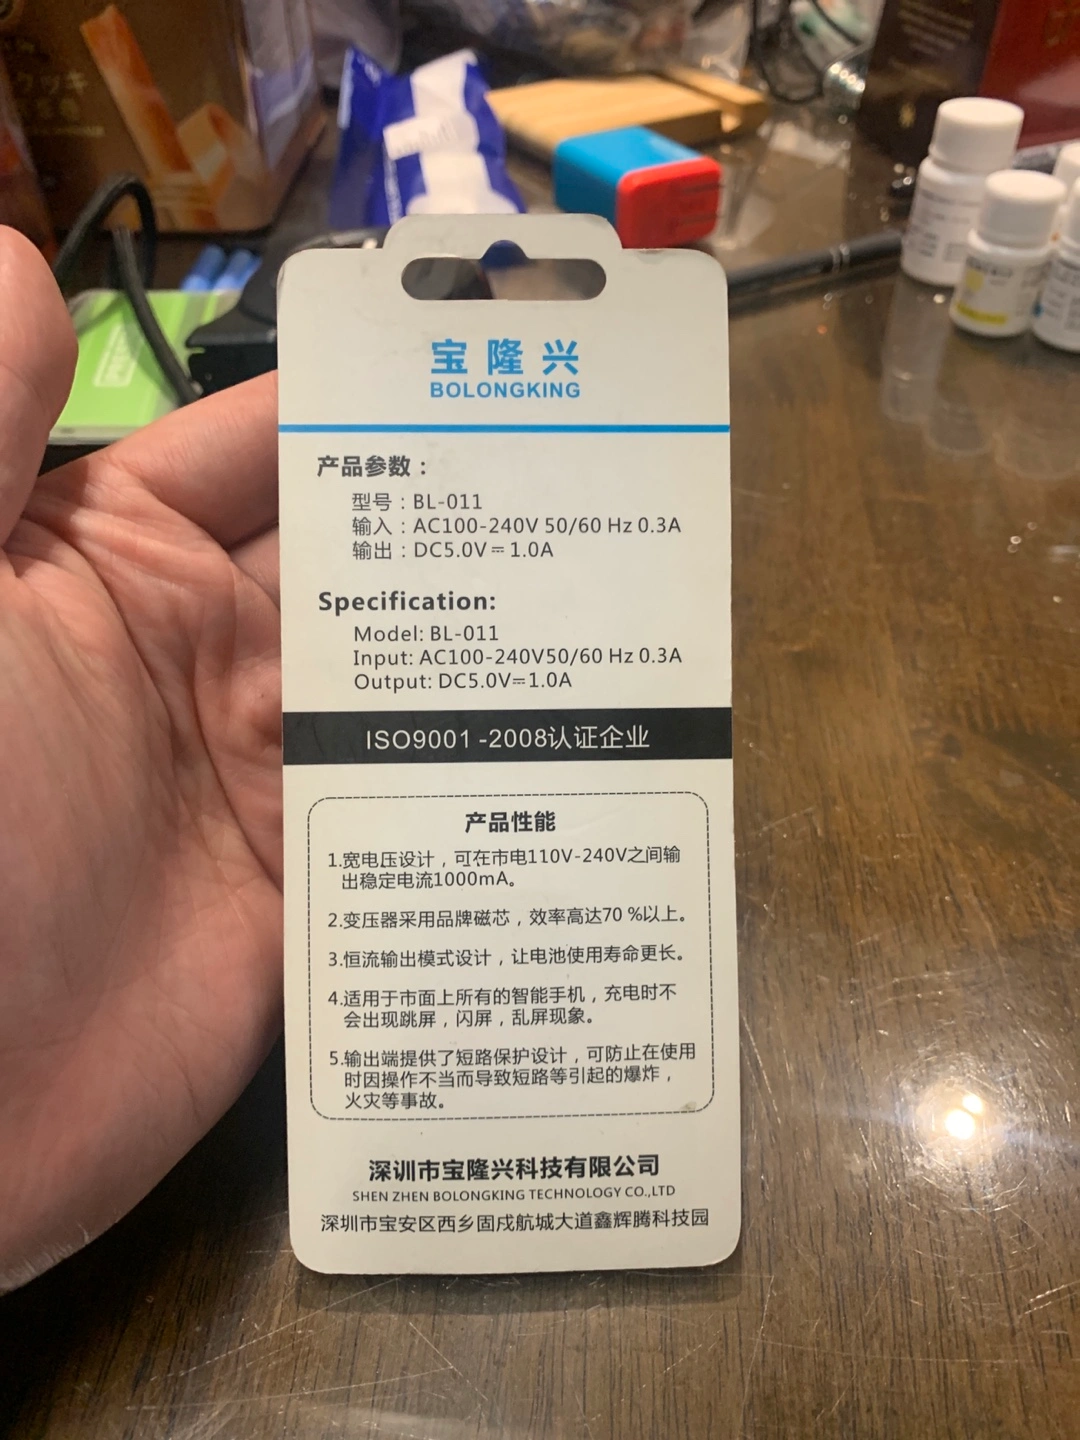 宝隆兴
BOLONGKING
产品参数：
型号：BL-011
输入：AC100-240V 50/60 Hz 0.3A
输出：DC5.0V⎓1.0A
Specification:
Model: BL-011
Input: AC100-240V50/60 Hz 0.3A
Output: DC5.0V⎓1.0A
ISO9001 -2008认证企业
产品性能
1.宽电压设计，可在市电110V-240V之间输
出稳定电流1000mA。
2.变压器采用品牌磁芯，效率高达70 %以上。
3.恒流输出模式设计，让电池使用寿命更长。
4.适用于市面上所有的智能手机，充电时不
会出现跳屏，闪屏，乱屏现象。
5.输出端提供了短路保护设计，可防止在使用
时因操作不当而导致短路等引起的爆炸，
火灾等事故。
深圳市宝隆兴科技有限公司
SHEN ZHEN BOLONGKING TECHNOLOGY CO.,LTD
深圳市宝安区西乡固戍航城大道鑫辉腾科技园